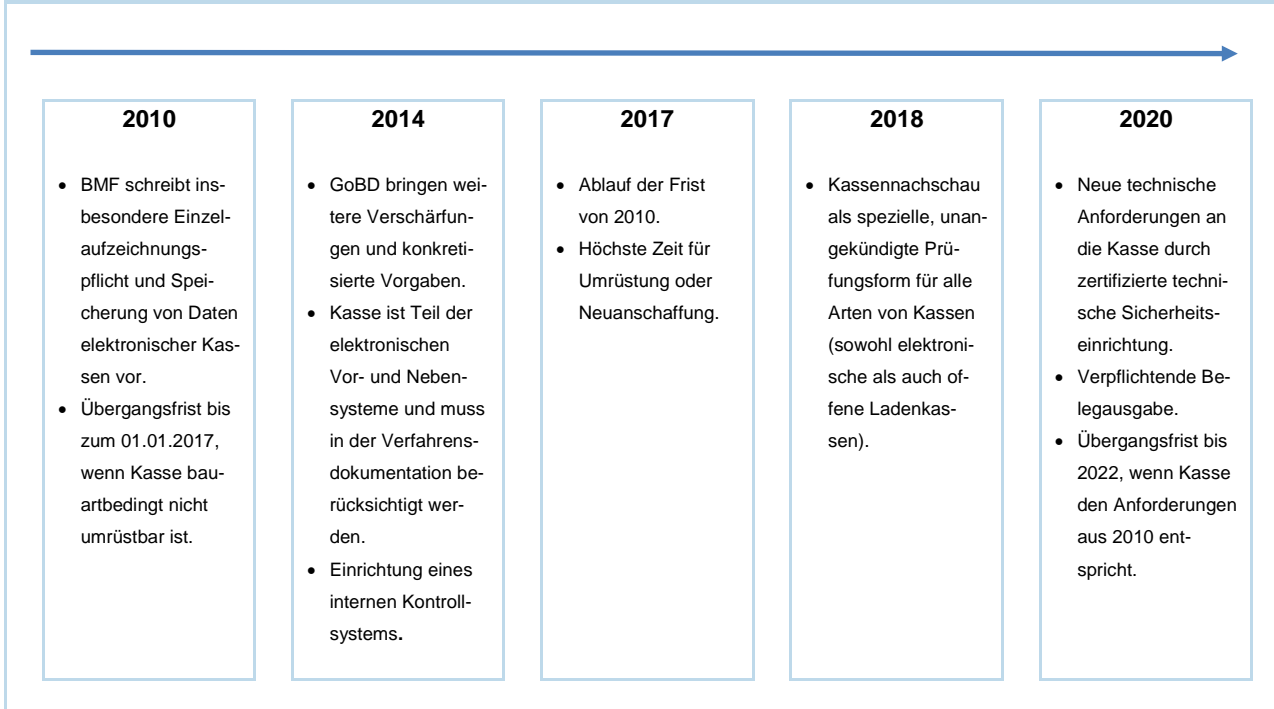 2010
• BMF schreibt ins-
besondere Einzel-
aufzeichnungs-
pflicht und Spei-
cherung von Daten
elektronischer Kas-
sen vor.
• Übergangsfrist bis
zum 01.01.2017,
wenn Kasse bau-
artbedingt nicht
umrüstbar ist.
2014
• GoBD bringen wei-
tere Verschärfun-
gen und konkreti-
sierte Vorgaben.
• Kasse ist Teil der
elektronischen
Vor- und Neben-
systeme und muss
in der Verfahrens-
dokumentation be-
rücksichtigt wer-
den.
• Einrichtung eines
internen Kontroll-
systems.
2017
• Ablauf der Frist
von 2010.
• Höchste Zeit für
Umrüstung oder
Neuanschaffung.
2018
• Kassennachschau
als spezielle, unan-
gekündigte Prü-
fungsform für alle
Arten von Kassen
(sowohl elektroni-
sche als auch of-
fene Ladenkas-
sen).
2020
• Neue technische
Anforderungen an
die Kasse durch
zertifizierte techni-
sche Sicherheits-
einrichtung.
• Verpflichtende Be-
legausgabe.
• Übergangsfrist bis
2022, wenn Kasse
den Anforderungen
aus 2010 ent-
spricht.